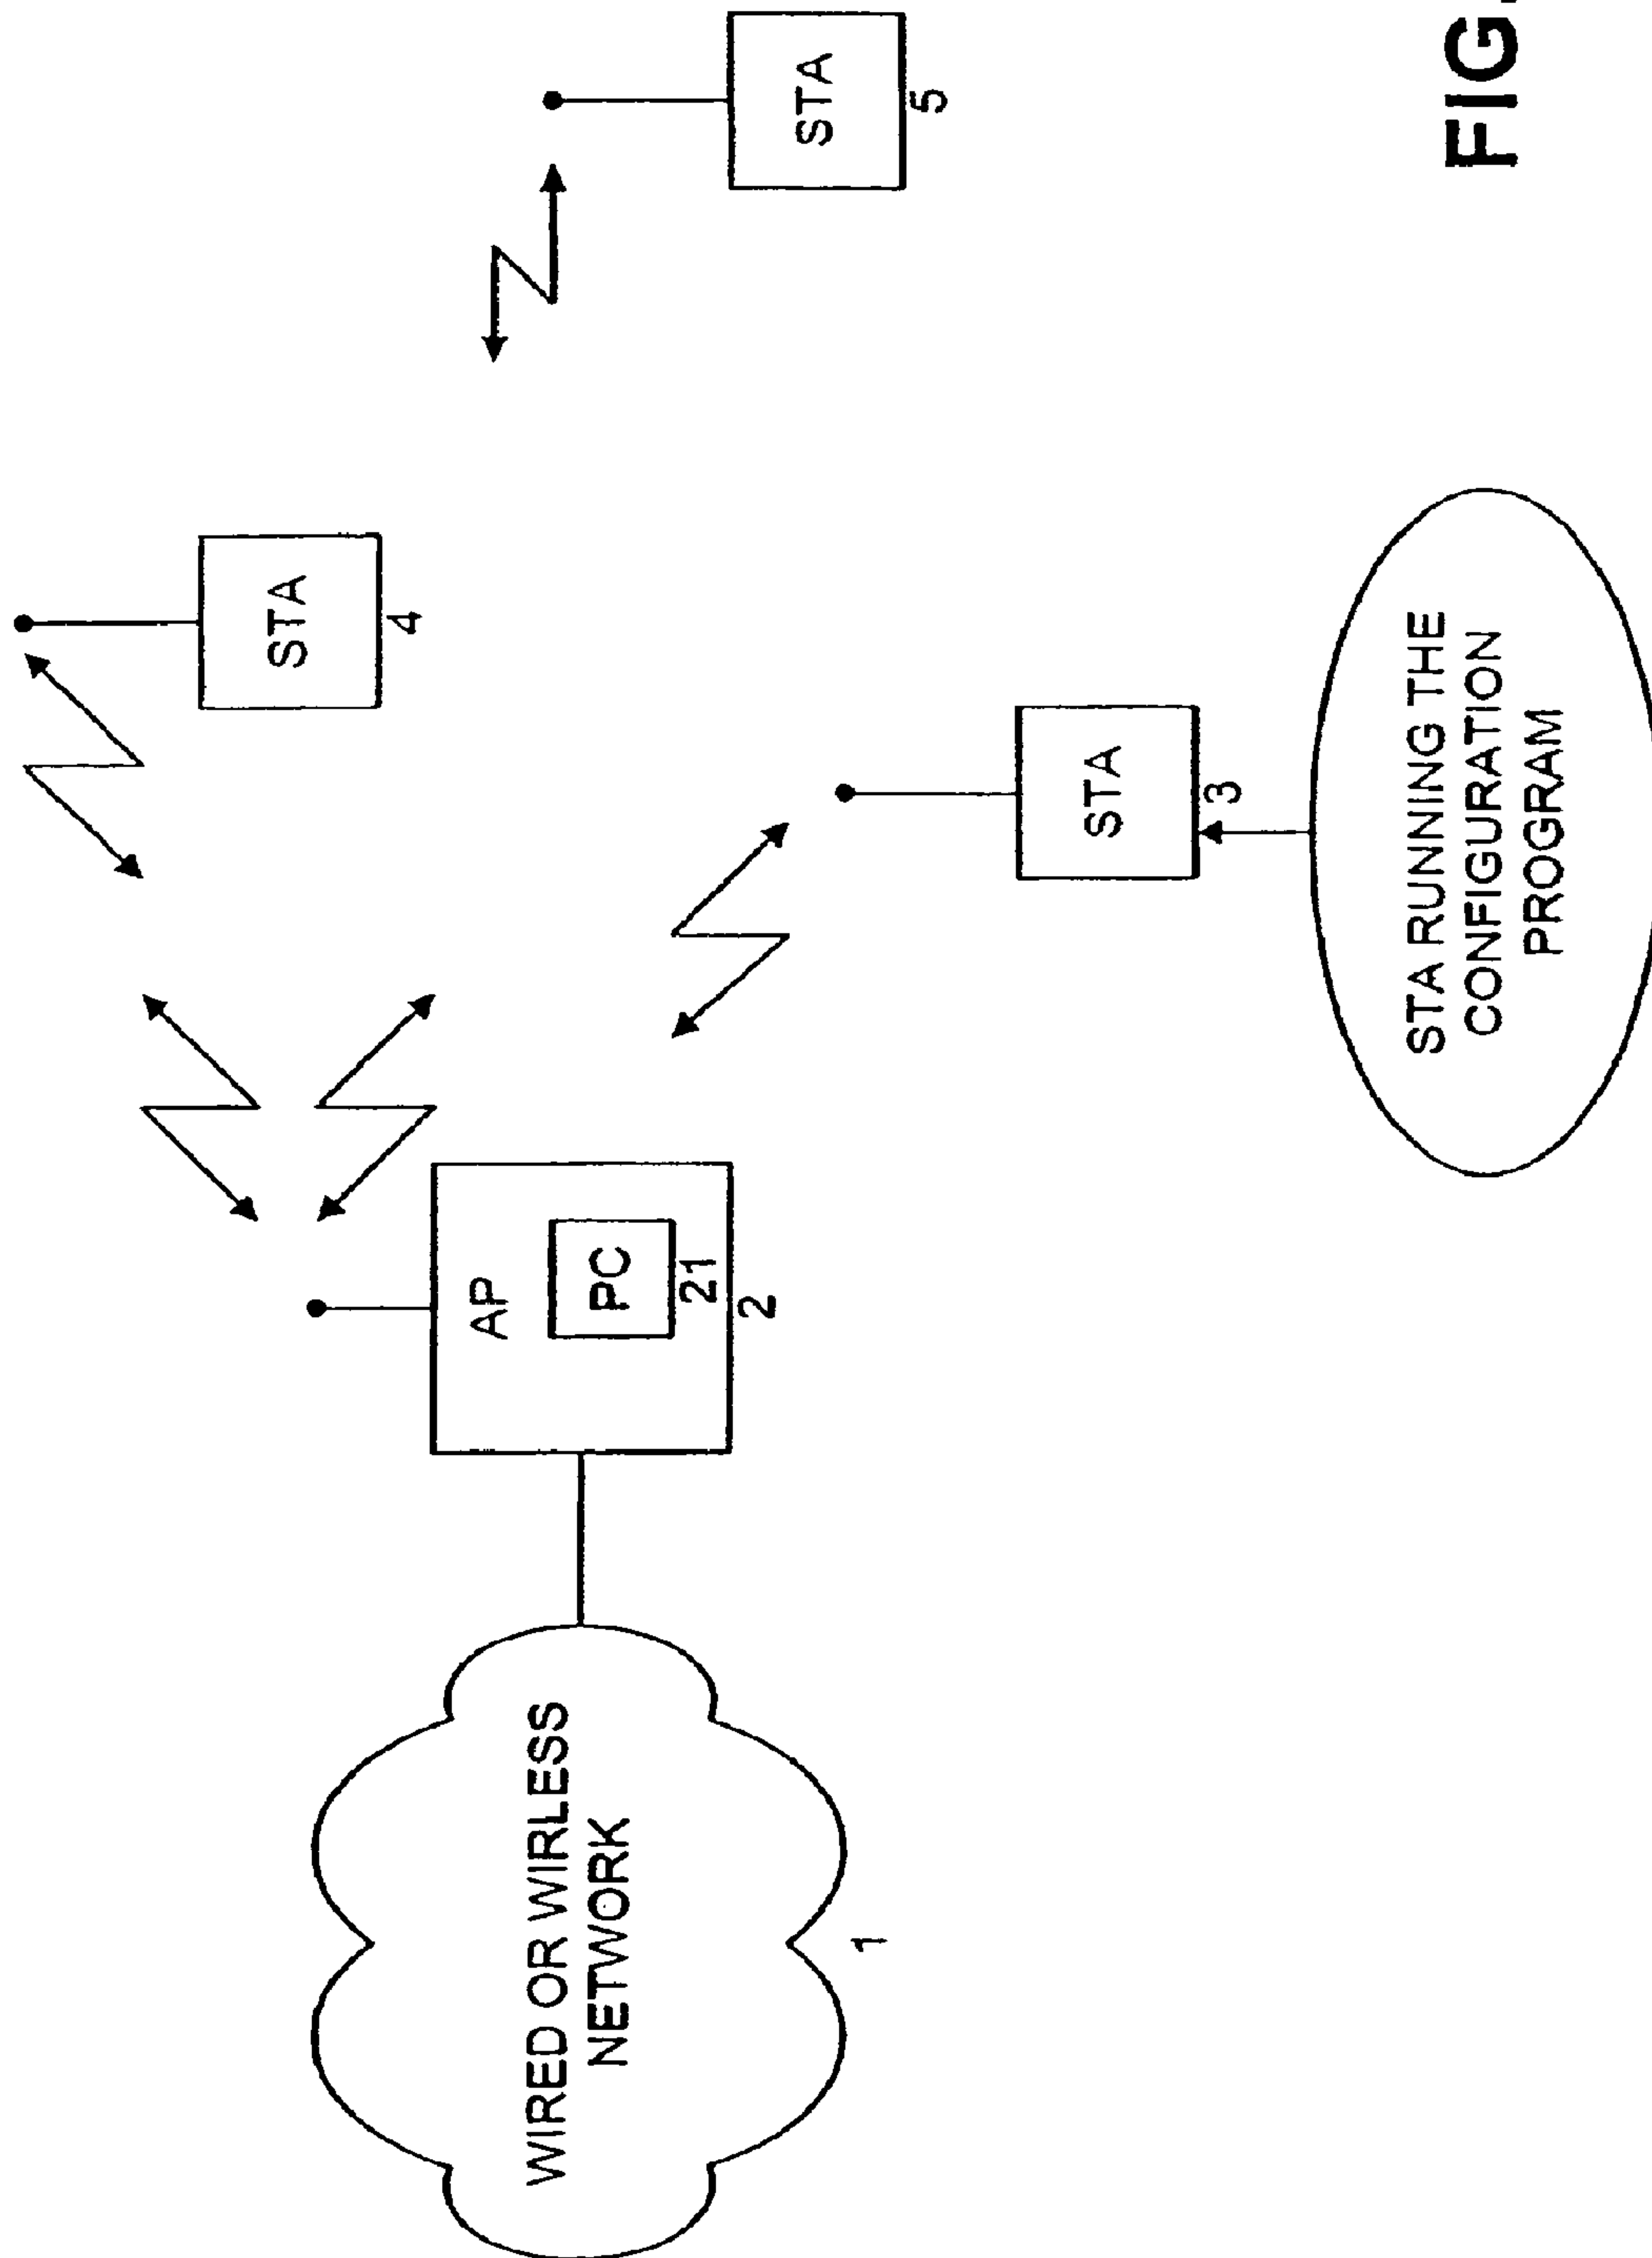 WIRED OR WIRLESS
NETWORK
1
AP
PC
21
2
STA
4
STA
3
STA
5
STA RUNNING THE
CONFIGURATION
PROGRAM
FIG.